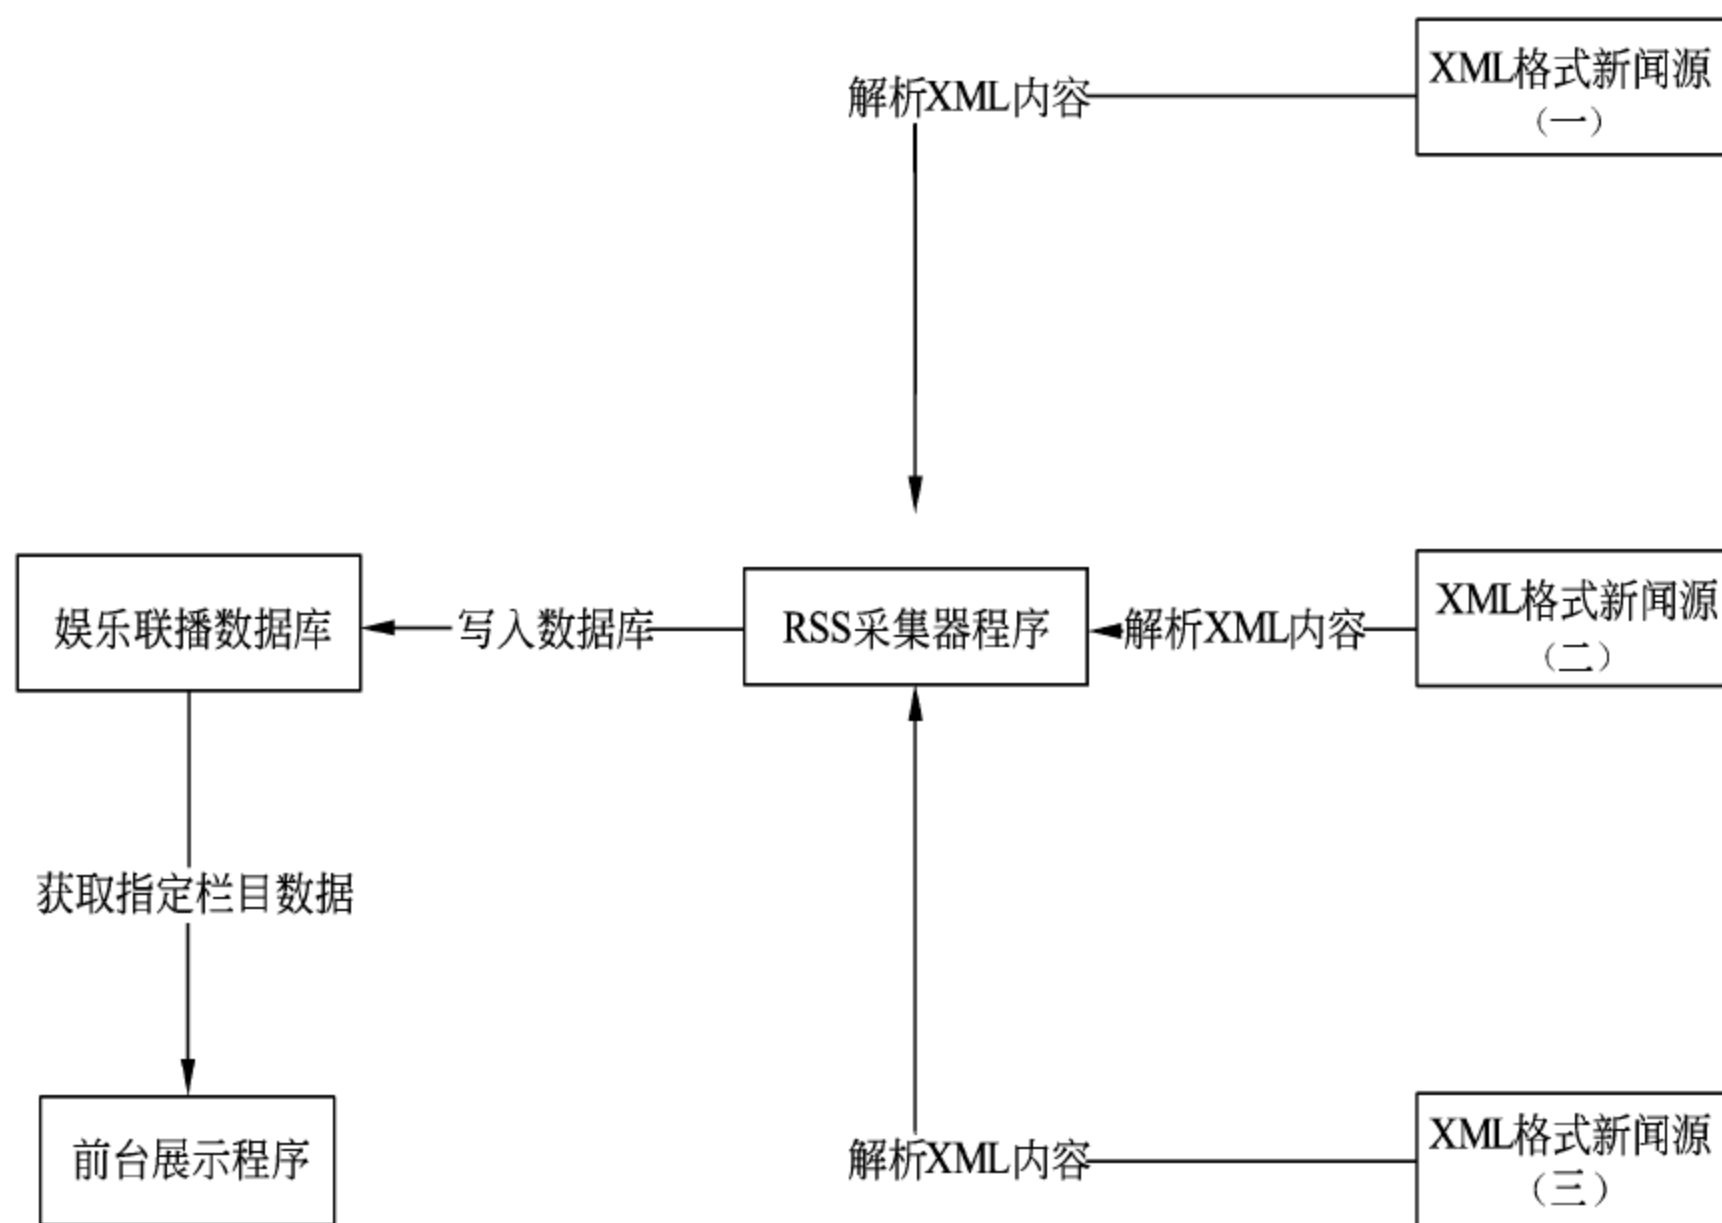 XML格式新闻源
（一）
解析XML内容
娱乐联播数据库
写入数据库
RSS采集器程序
解析XML内容
XML格式新闻源
（二）
获取指定栏目数据
前台展示程序
解析XML内容
XML格式新闻源
（三）